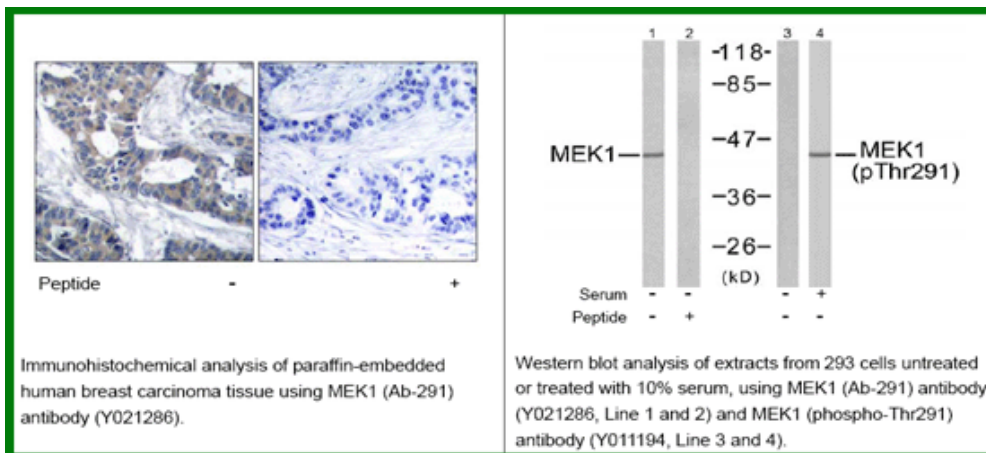 Peptide - +
Immunohistochemical analysis of paraffin-embedded
human breast carcinoma tissue using MEK1 (Ab-291)
antibody (Y021286).
1 2 3 4
-118-
-85-
-47-
MEK1
MEK1
(pThr291)
-36-
-26-
(kD)
Serum - - - +
Peptide - + - -
Western blot analysis of extracts from 293 cells untreated
or treated with 10% serum, using MEK1 (Ab-291) antibody
(Y021286, Line 1 and 2) and MEK1 (phospho-Thr291)
antibody (Y011194, Line 3 and 4).